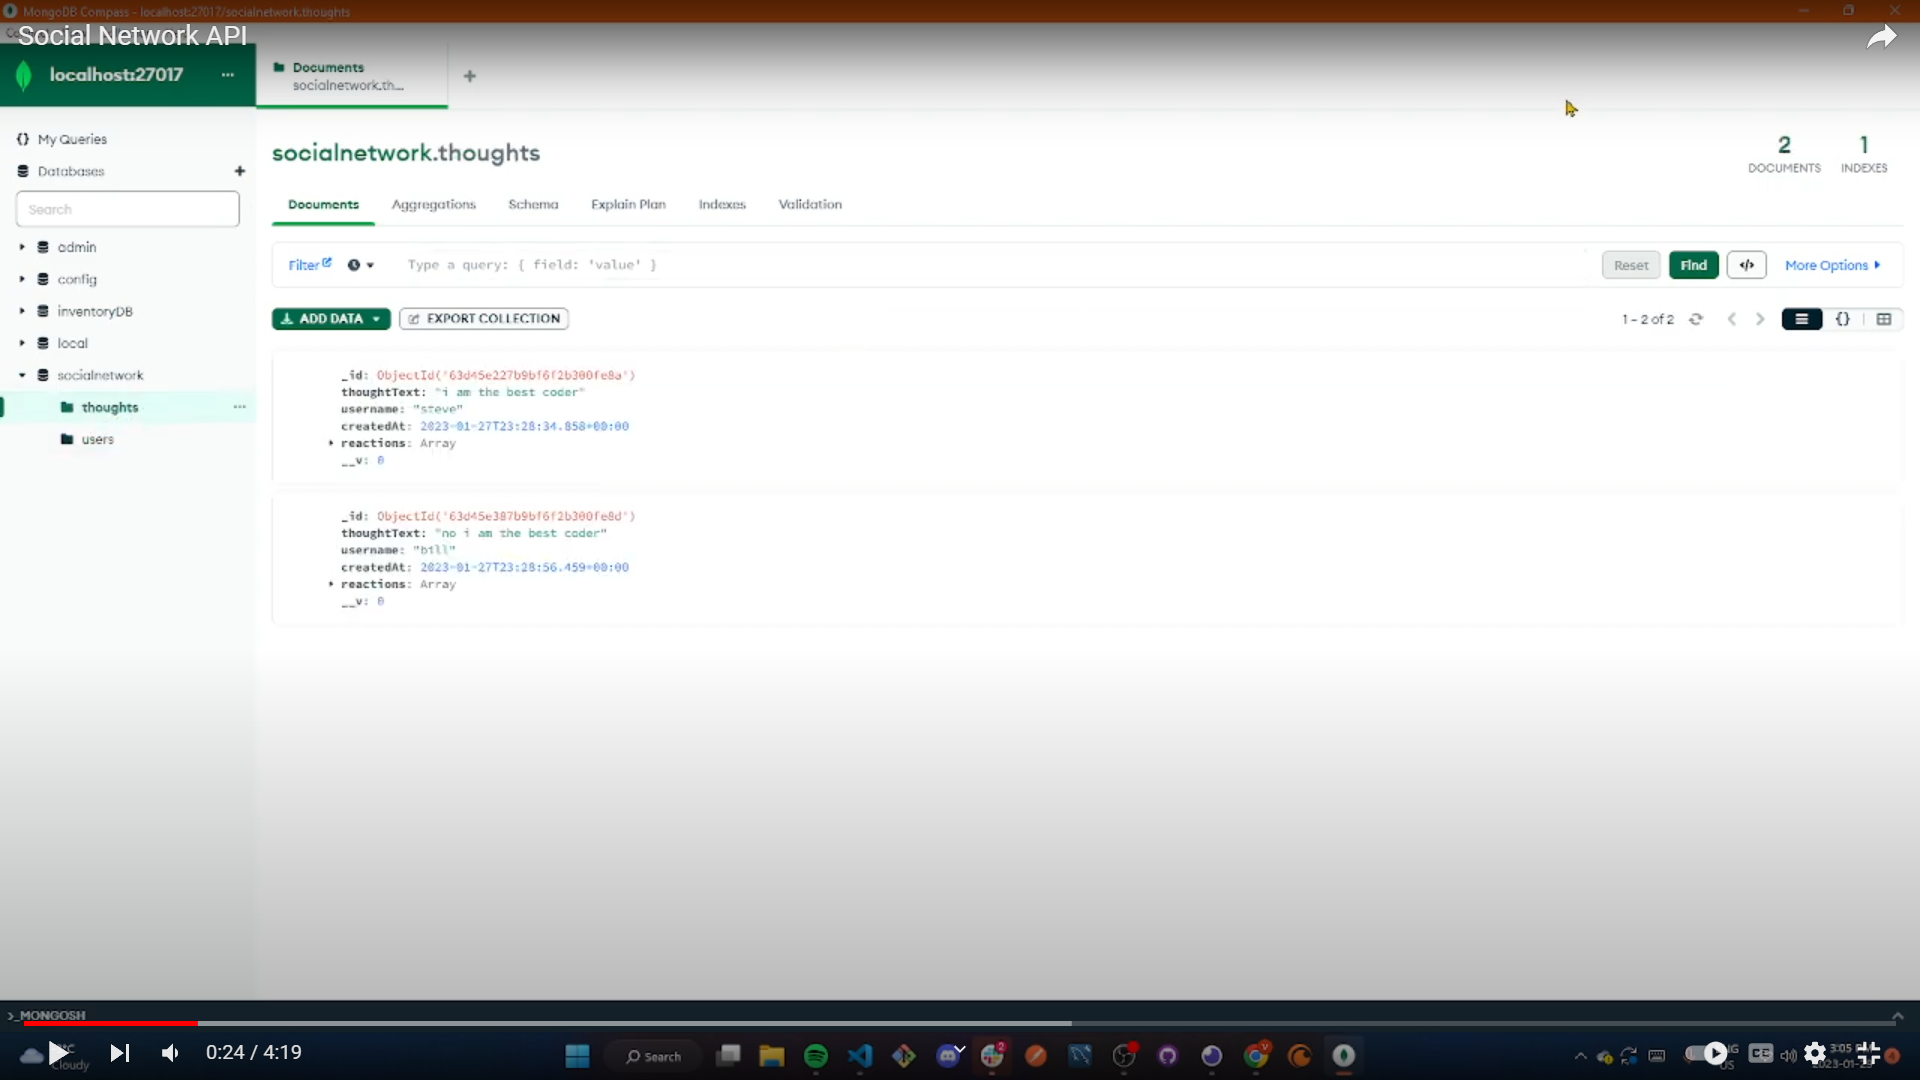 MongoDB Compass - localhost:27017/socialnetwork.thoughts
Social Network API
localhost:27017
Documents
socialnetwork.th...
My Queries
Databases
Search
admin
config
inventoryDB
local
socialnetwork
thoughts
users
socialnetwork.thoughts
2
DOCUMENTS
1
INDEXES
Documents Aggregations Schema Explain Plan Indexes Validation
Filter
Type a query: { field: 'value' }
Reset Find </> More Options
ADD DATA EXPORT COLLECTION
1 - 2 of 2
{}
_id: ObjectId('63d45e227b9bf6f2b300fe8a')
thoughtText: "i am the best coder"
username: "steve"
createdAt: 2023-01-27T23:28:34.858+00:00
reactions: Array
__v: 0
_id: ObjectId('63d45e387b9bf6f2b300fe8d')
thoughtText: "no i am the best coder"
username: "bill"
createdAt: 2023-01-27T23:28:56.459+00:00
reactions: Array
__v: 0
>_MONGOSH
Cloudy
0:24 / 4:19
Search
2
CC
US
3:05